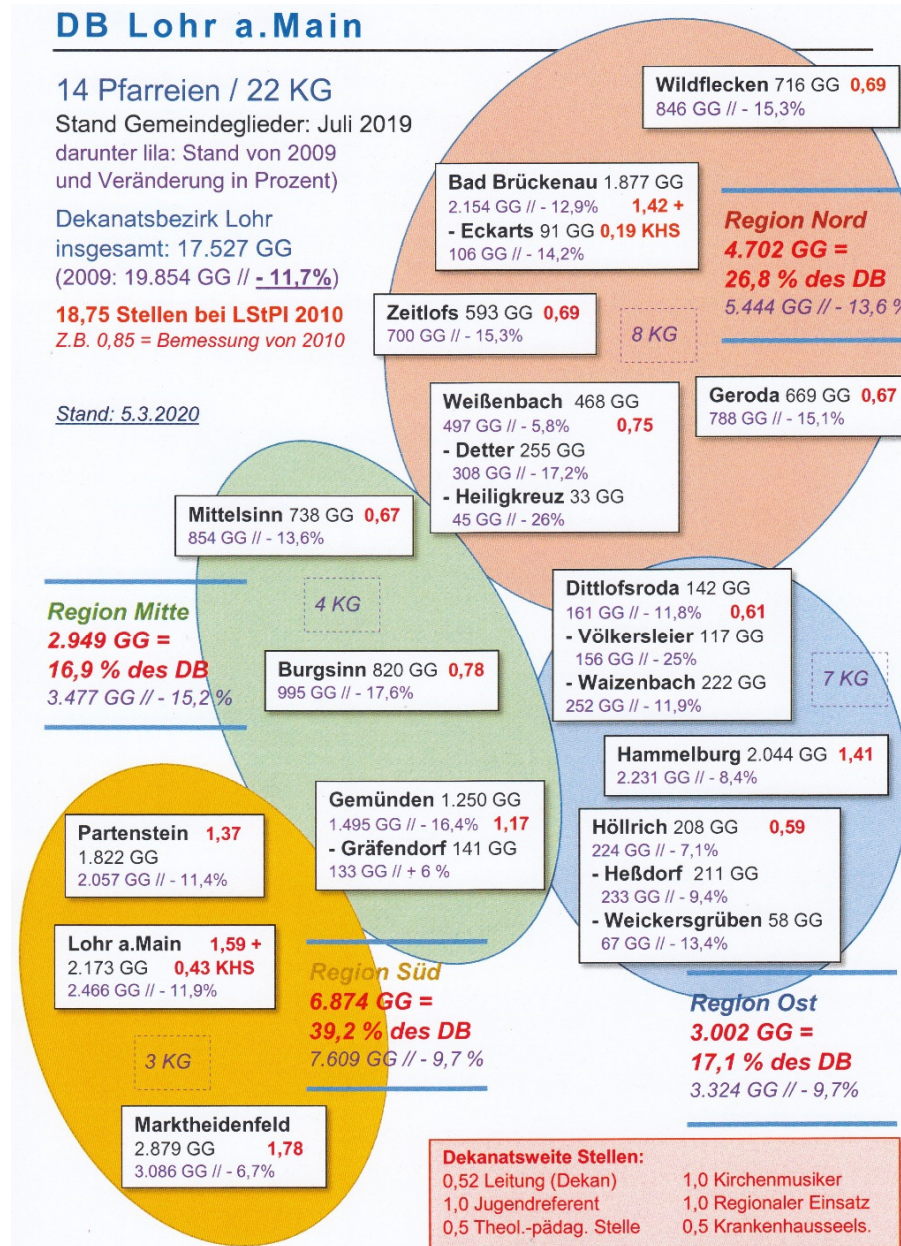 DB Lohr a.Main
14 Pfarreien / 22 KG
Stand Gemeindeglieder: Juli 2019
darunter lila: Stand von 2009
und Veränderung in Prozent)
Dekanatsbezirk Lohr
insgesamt: 17.527 GG
(2009: 19.854 GG // - 11,7%)
18,75 Stellen bei LStPl 2010
Z.B. 0,85 = Bemessung von 2010
Stand: 5.3.2020
Wildflecken 716 GG 0,69
846 GG // - 15,3%
Bad Brückenau 1.877 GG
2.154 GG // - 12,9% 1,42 +
- Eckarts 91 GG 0,19 KHS
106 GG // - 14,2%
Region Nord
4.702 GG =
26,8 % des DB
5.444 GG // - 13,6 %
Zeitlofs 593 GG 0,69
700 GG // - 15,3%
8 KG
Weißenbach 468 GG
497 GG // - 5,8% 0,75
- Detter 255 GG
308 GG // - 17,2%
- Heiligkreuz 33 GG
45 GG // - 26%
Geroda 669 GG 0,67
788 GG // - 15,1%
Mittelsinn 738 GG 0,67
854 GG // - 13,6%
4 KG
Region Mitte
2.949 GG =
16,9 % des DB
3.477 GG // - 15,2 %
Burgsinn 820 GG 0,78
995 GG // - 17,6%
Gemünden 1.250 GG
1.495 GG // - 16,4% 1,17
- Gräfendorf 141 GG
133 GG // + 6 %
Dittlofsroda 142 GG
161 GG // - 11,8% 0,61
- Völkersleier 117 GG
156 GG // - 25%
- Waizenbach 222 GG
252 GG // - 11,9%
7 KG
Hammelburg 2.044 GG 1,41
2.231 GG // - 8,4%
Höllrich 208 GG 0,59
224 GG // - 7,1%
- Heßdorf 211 GG
233 GG // - 9,4%
- Weickersgrüben 58 GG
67 GG // - 13,4%
Partenstein 1,37
1.822 GG
2.057 GG // - 11,4%
Lohr a.Main 1,59 +
2.173 GG 0,43 KHS
2.466 GG // - 11,9%
3 KG
Region Süd
6.874 GG =
39,2 % des DB
7.609 GG // - 9,7 %
Region Ost
3.002 GG =
17,1 % des DB
3.324 GG // - 9,7%
Marktheidenfeld
2.879 GG 1,78
3.086 GG // - 6,7%
Dekanatsweite Stellen:
0,52 Leitung (Dekan) 1,0 Kirchenmusiker
1,0 Jugendreferent 1,0 Regionaler Einsatz
0,5 Theol.-pädag. Stelle 0,5 Krankenhausseels.